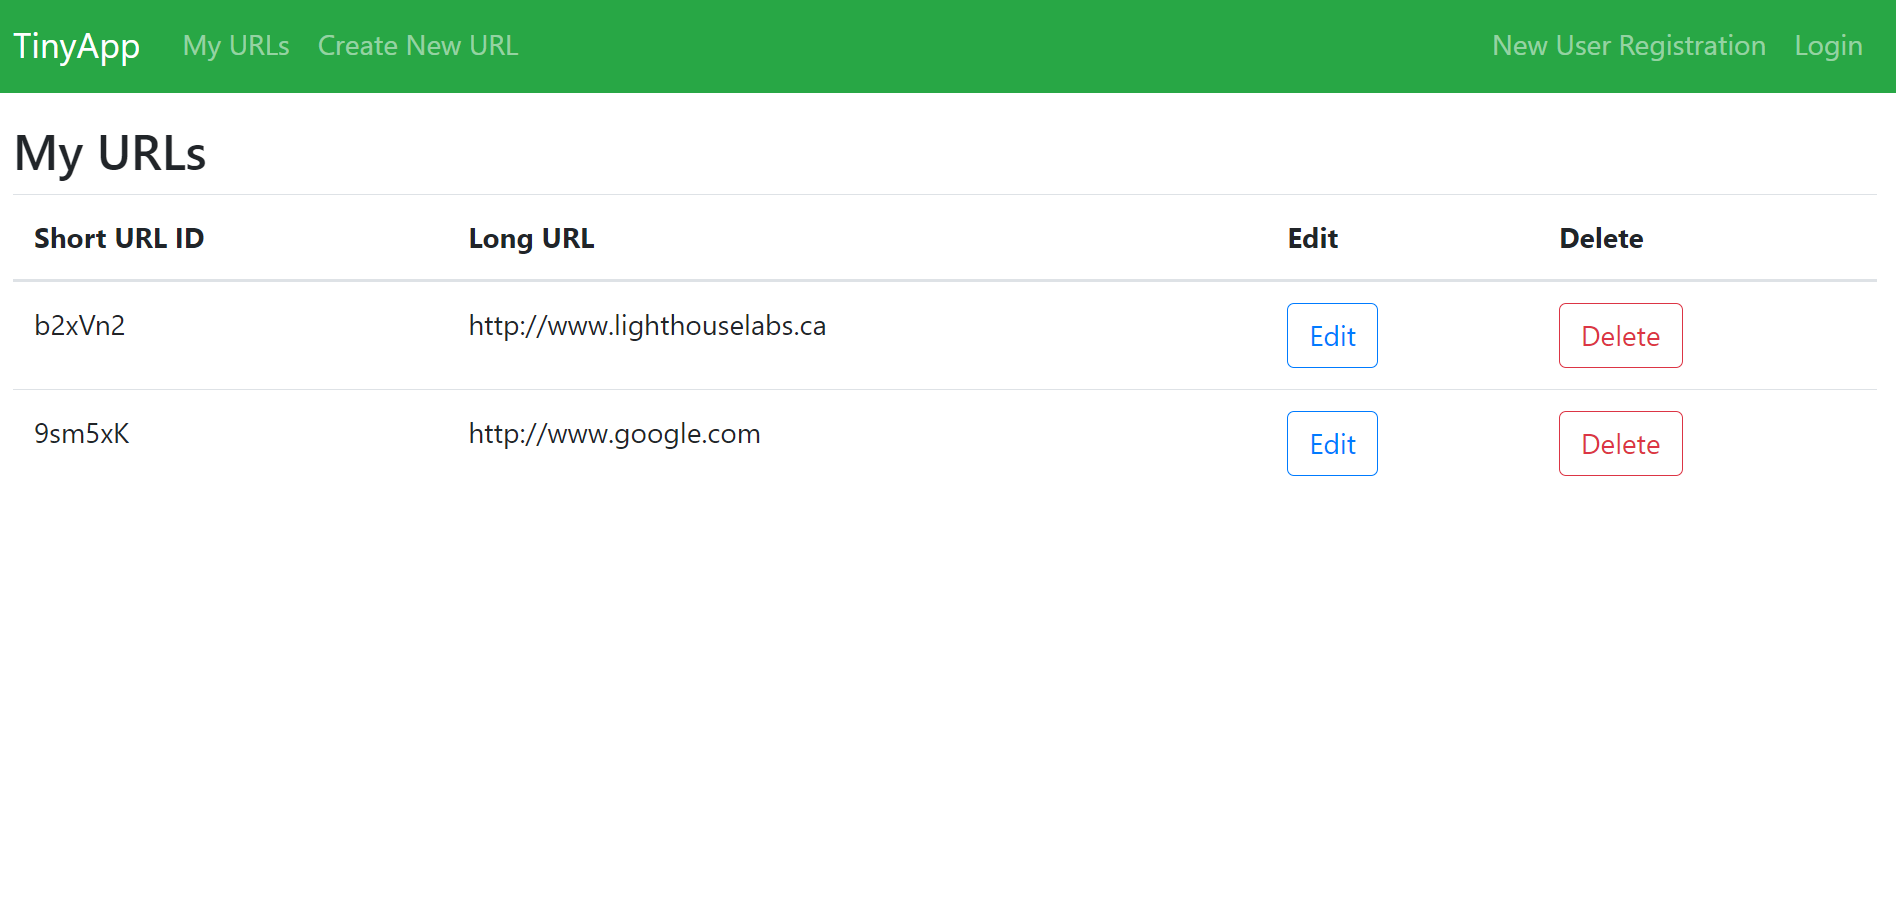 TinyApp My URLs Create New URL New User Registration Login
My URLs
Short URL ID Long URL Edit Delete
b2xVn2 http://www.lighthouselabs.ca Edit Delete
9sm5xK http://www.google.com Edit Delete